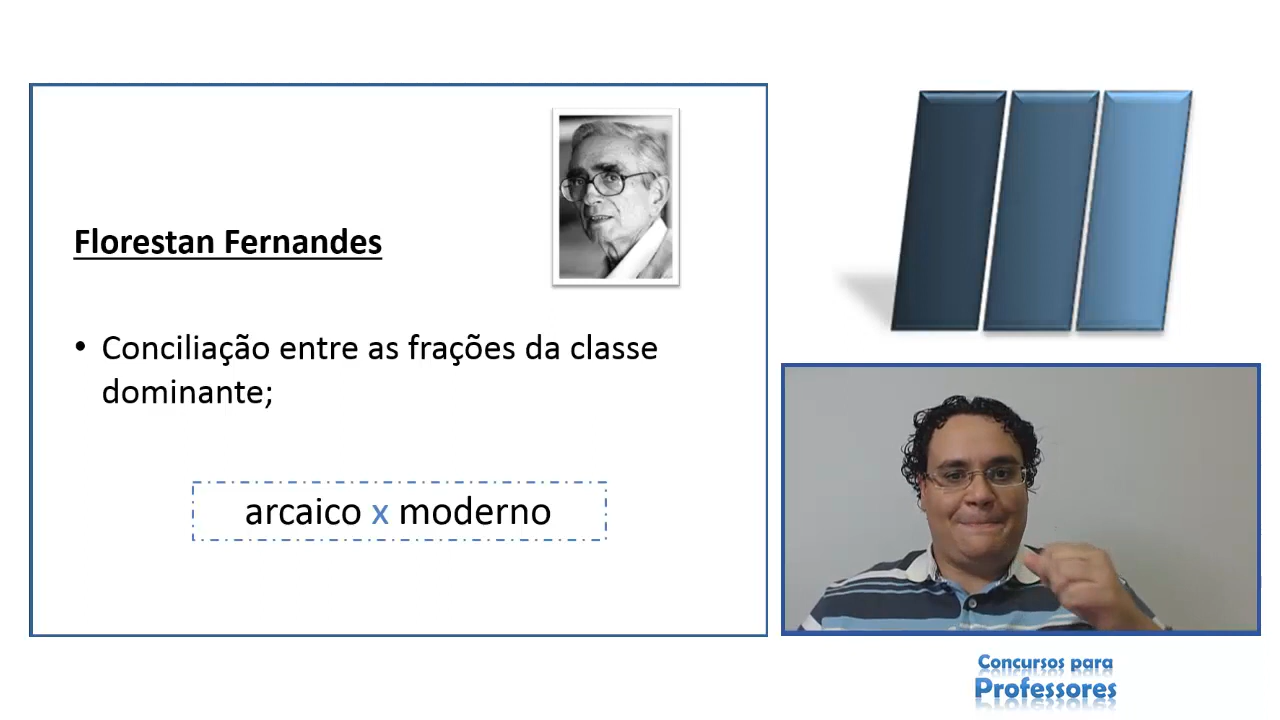 Florestan Fernandes
• Conciliação entre as frações da classe
dominante;
arcaico x moderno
Concursos para
Professores